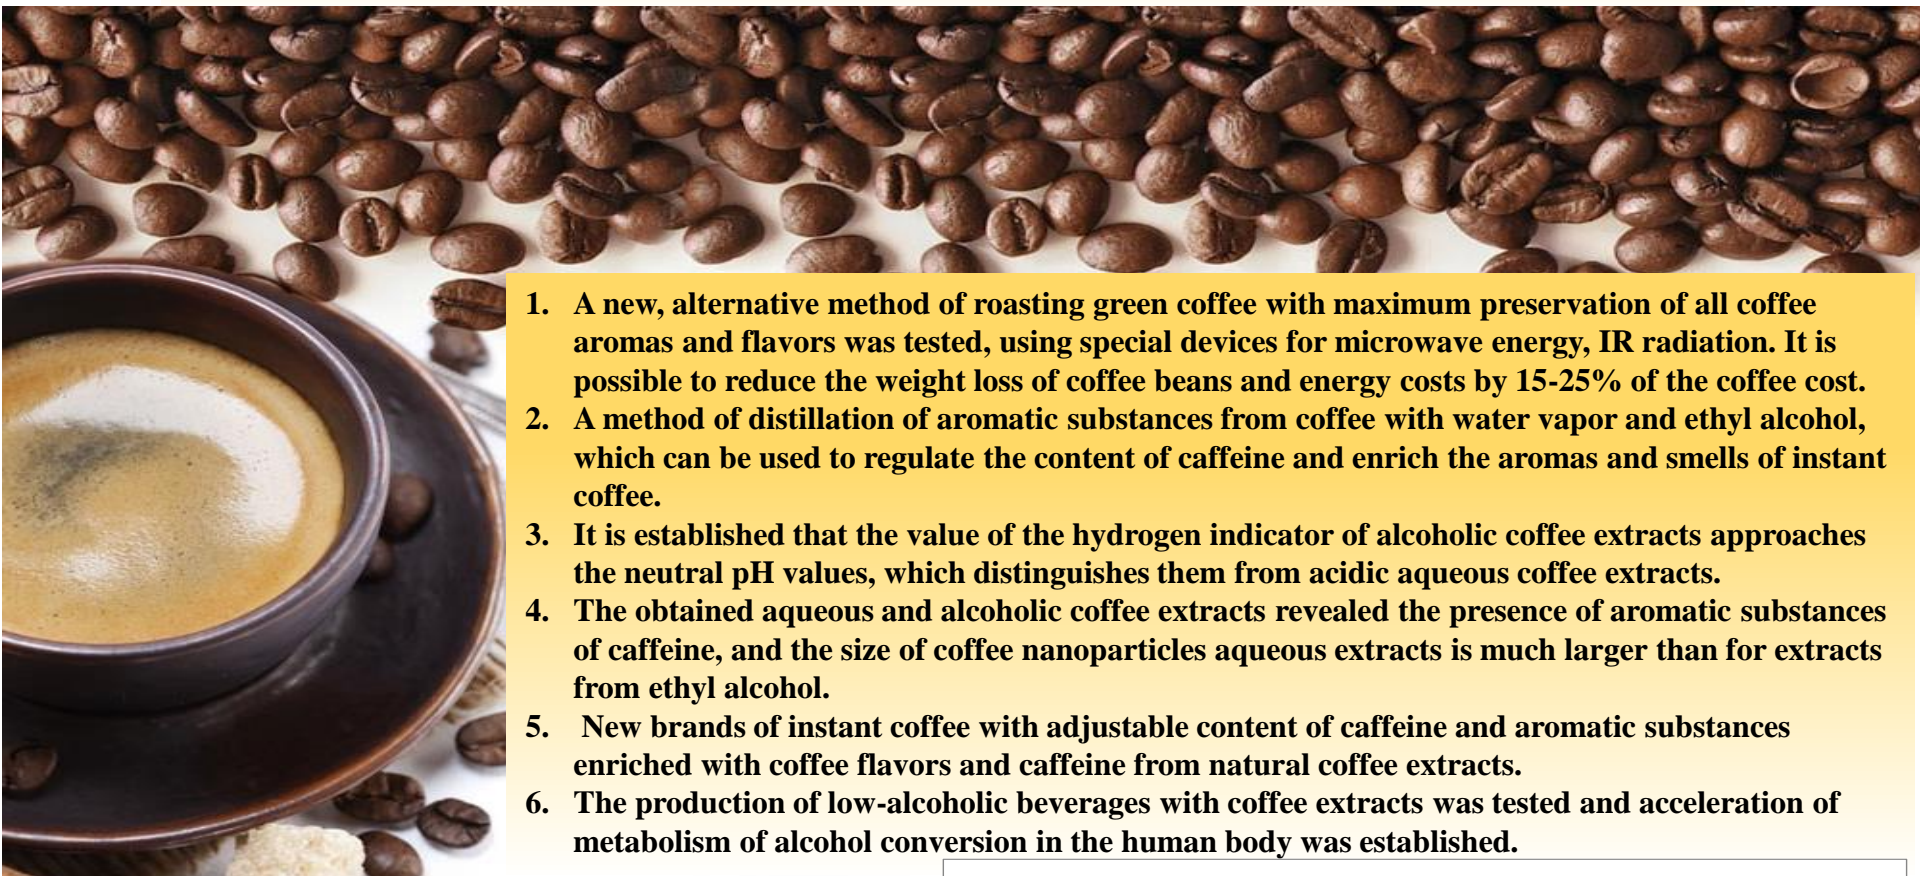 1. A new, alternative method of roasting green coffee with maximum preservation of all coffee
aromas and flavors was tested, using special devices for microwave energy, IR radiation. It is
possible to reduce the weight loss of coffee beans and energy costs by 15-25% of the coffee cost.
2. A method of distillation of aromatic substances from coffee with water vapor and ethyl alcohol,
which can be used to regulate the content of caffeine and enrich the aromas and smells of instant
coffee.
3. It is established that the value of the hydrogen indicator of alcoholic coffee extracts approaches
the neutral pH values, which distinguishes them from acidic aqueous coffee extracts.
4. The obtained aqueous and alcoholic coffee extracts revealed the presence of aromatic substances
of caffeine, and the size of coffee nanoparticles aqueous extracts is much larger than for extracts
from ethyl alcohol.
5. New brands of instant coffee with adjustable content of caffeine and aromatic substances
enriched with coffee flavors and caffeine from natural coffee extracts.
6. The production of low-alcoholic beverages with coffee extracts was tested and acceleration of
metabolism of alcohol conversion in the human body was established.